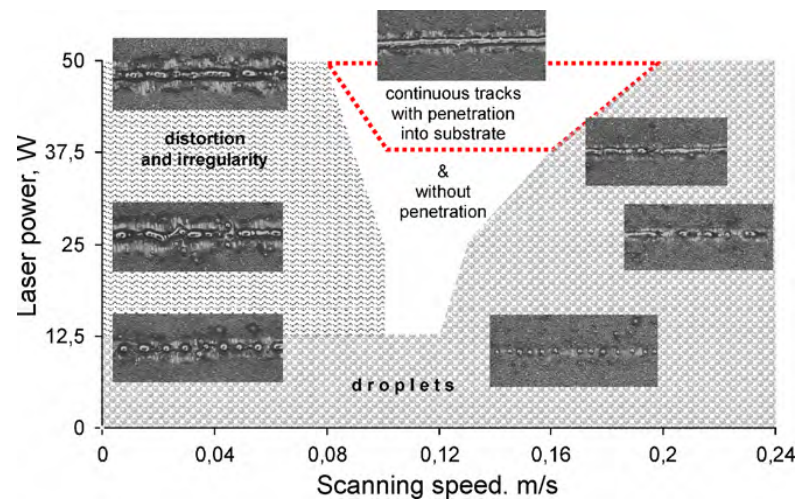 50
37,5
25
12,5
0
Laser power, W
distortion
and irregularity
continuous tracks
with penetration
into substrate
&
without
penetration
droplets
0
0,04
0,08
0,12
0,16
0,2
0,24
Scanning speed. m/s